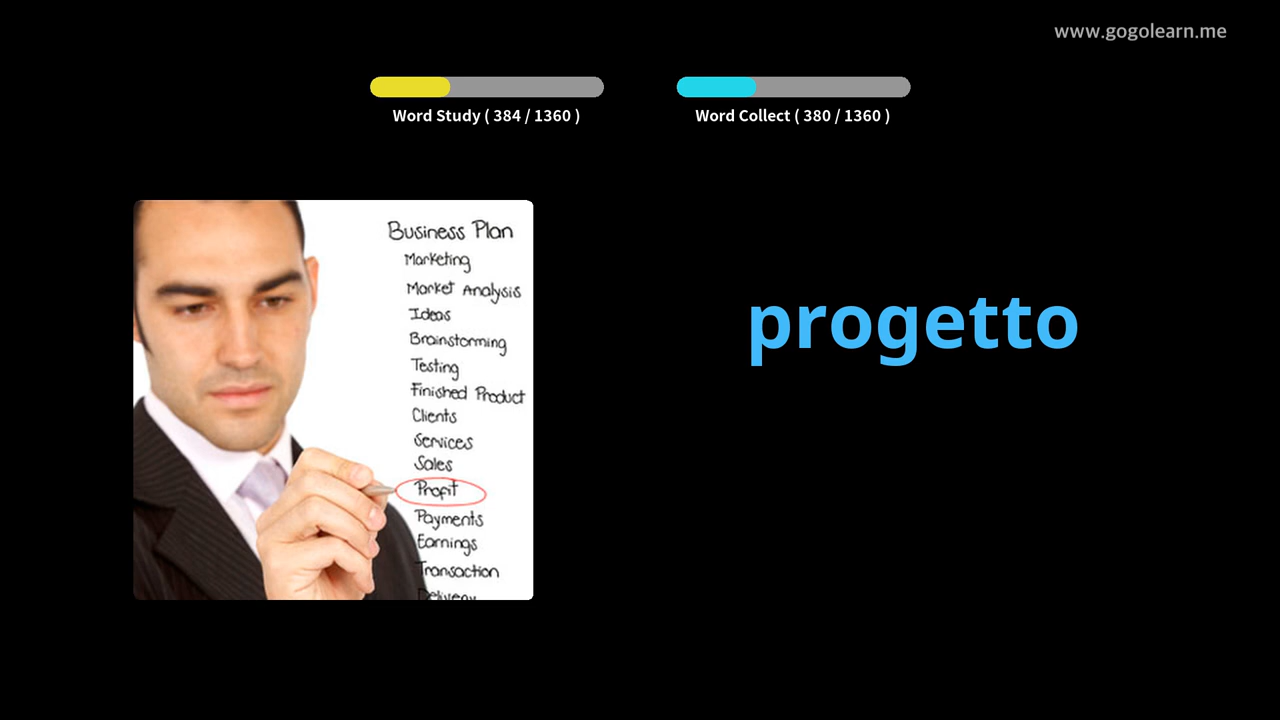 www.gogolearn.me
Word Study ( 384 / 1360 )
Word Collect ( 380 / 1360 )
Business Plan
Marketing
Market Analysis
Ideas
Brainstorming
Testing
Finished Product
Clients
Services
Sales
Profit
Payments
Earnings
Transaction
Delivery
progetto